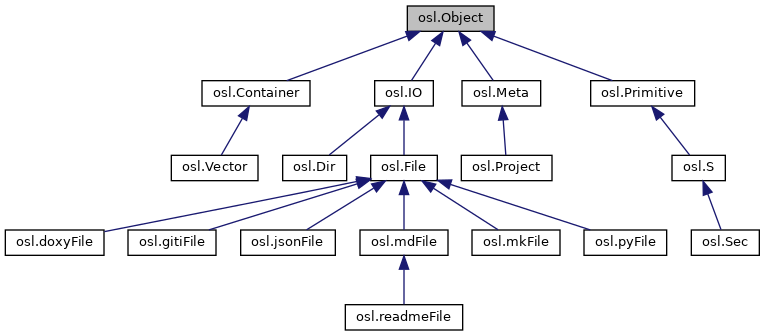 osl.Object
osl.Container
osl.IO
osl.Meta
osl.Primitive
osl.Vector
osl.Dir
osl.File
osl.Project
osl.S
osl.doxyFile
osl.gitiFile
osl.jsonFile
osl.mdFile
osl.mkFile
osl.pyFile
osl.Sec
osl.readmeFile